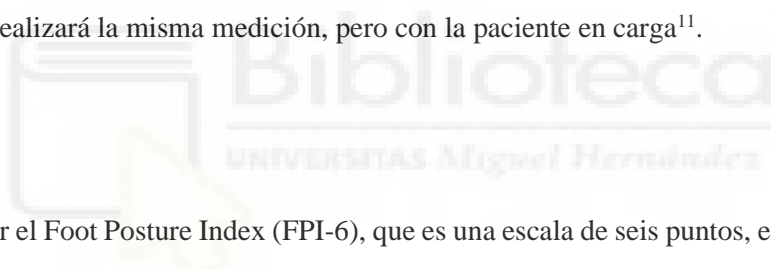 ealizará la misma medición, pero con la paciente en carga¹¹.
Biblioteca
UNIVERSITAS Miguel Hernández
r el Foot Posture Index (FPI-6), que es una escala de seis puntos, e